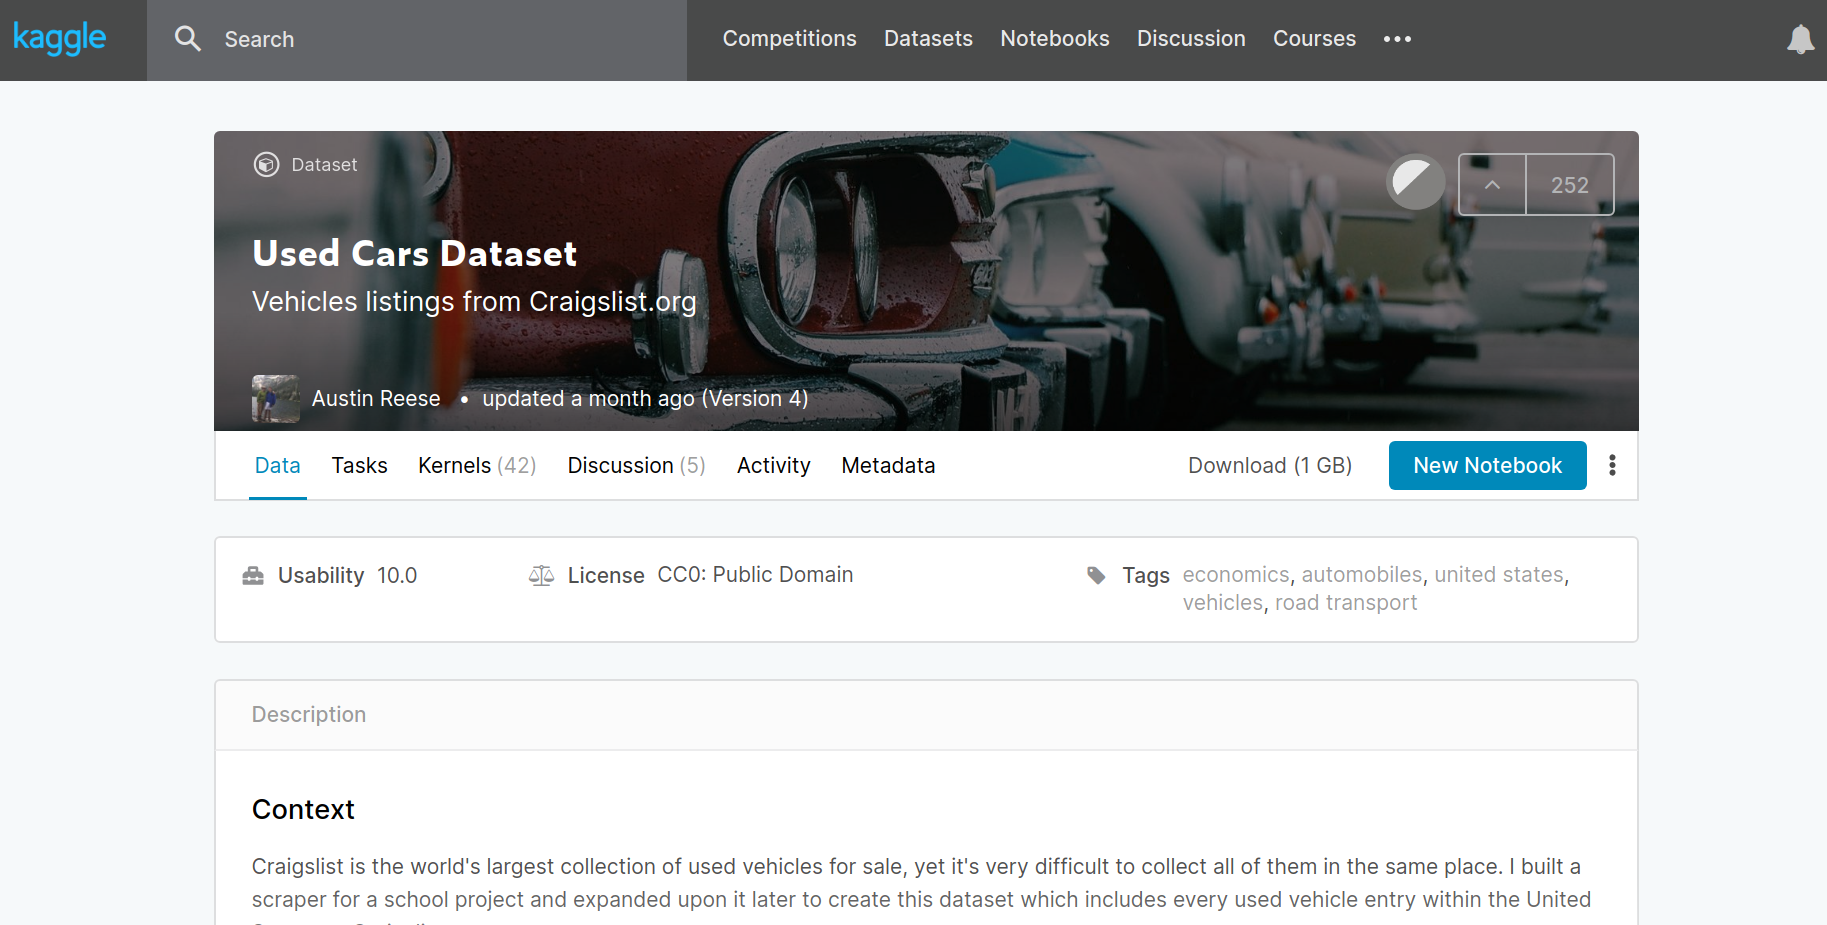 kaggle
Search
Competitions Datasets Notebooks Discussion Courses
Dataset
252
Used Cars Dataset
Vehicles listings from Craigslist.org
Austin Reese • updated a month ago (Version 4)
Data Tasks Kernels (42) Discussion (5) Activity Metadata Download (1 GB) New Notebook
Usability 10.0 License CC0: Public Domain Tags economics, automobiles, united states,
vehicles, road transport
Description
Context
Craigslist is the world's largest collection of used vehicles for sale, yet it's very difficult to collect all of them in the same place. I built a
scraper for a school project and expanded upon it later to create this dataset which includes every used vehicle entry within the United